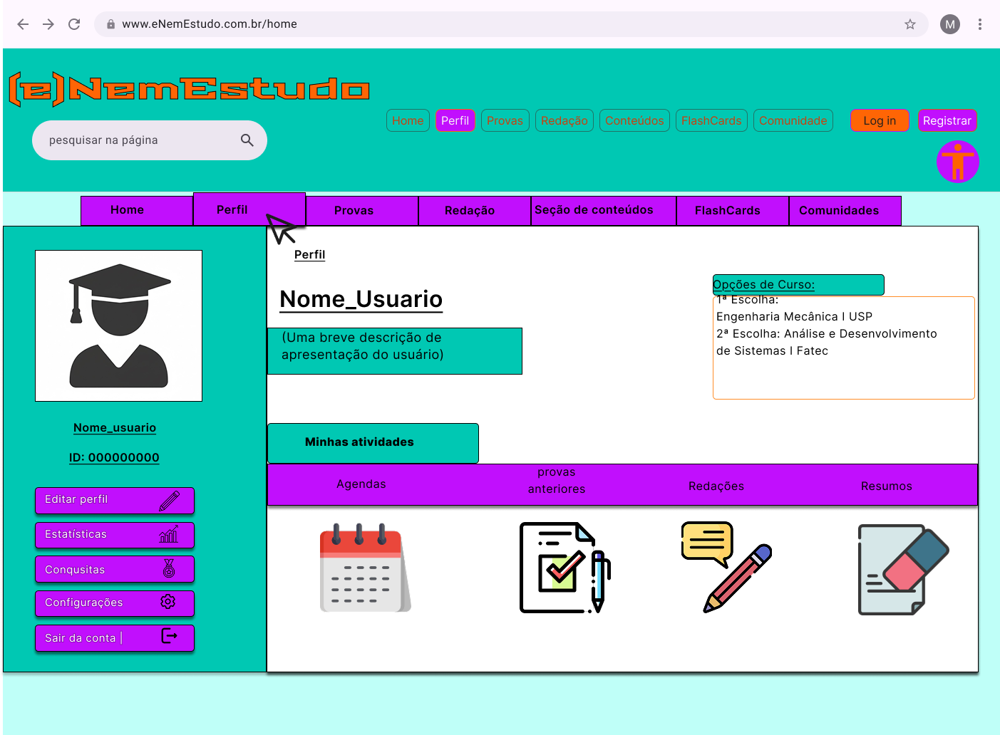 www.eNemEstudo.com.br/home
M
(e)NemEstudo
pesquisar na página
Home Perfil Provas Redação Conteúdos FlashCards Comunidade Log in Registrar
Home Perfil Provas Redação Seção de conteúdos FlashCards Comunidades
Perfil
Nome_Usuario
(Uma breve descrição de
apresentação do usuário)
Opções de Curso:
1ª Escolha:
Engenharia Mecânica I USP
2ª Escolha: Análise e Desenvolvimento
de Sistemas I Fatec
Nome_usuario
ID: 000000000
Editar perfil
Estatísticas
Conqusitas
Configurações
Sair da conta |
Minhas atividades
Agendas
provas
anteriores
Redações
Resumos